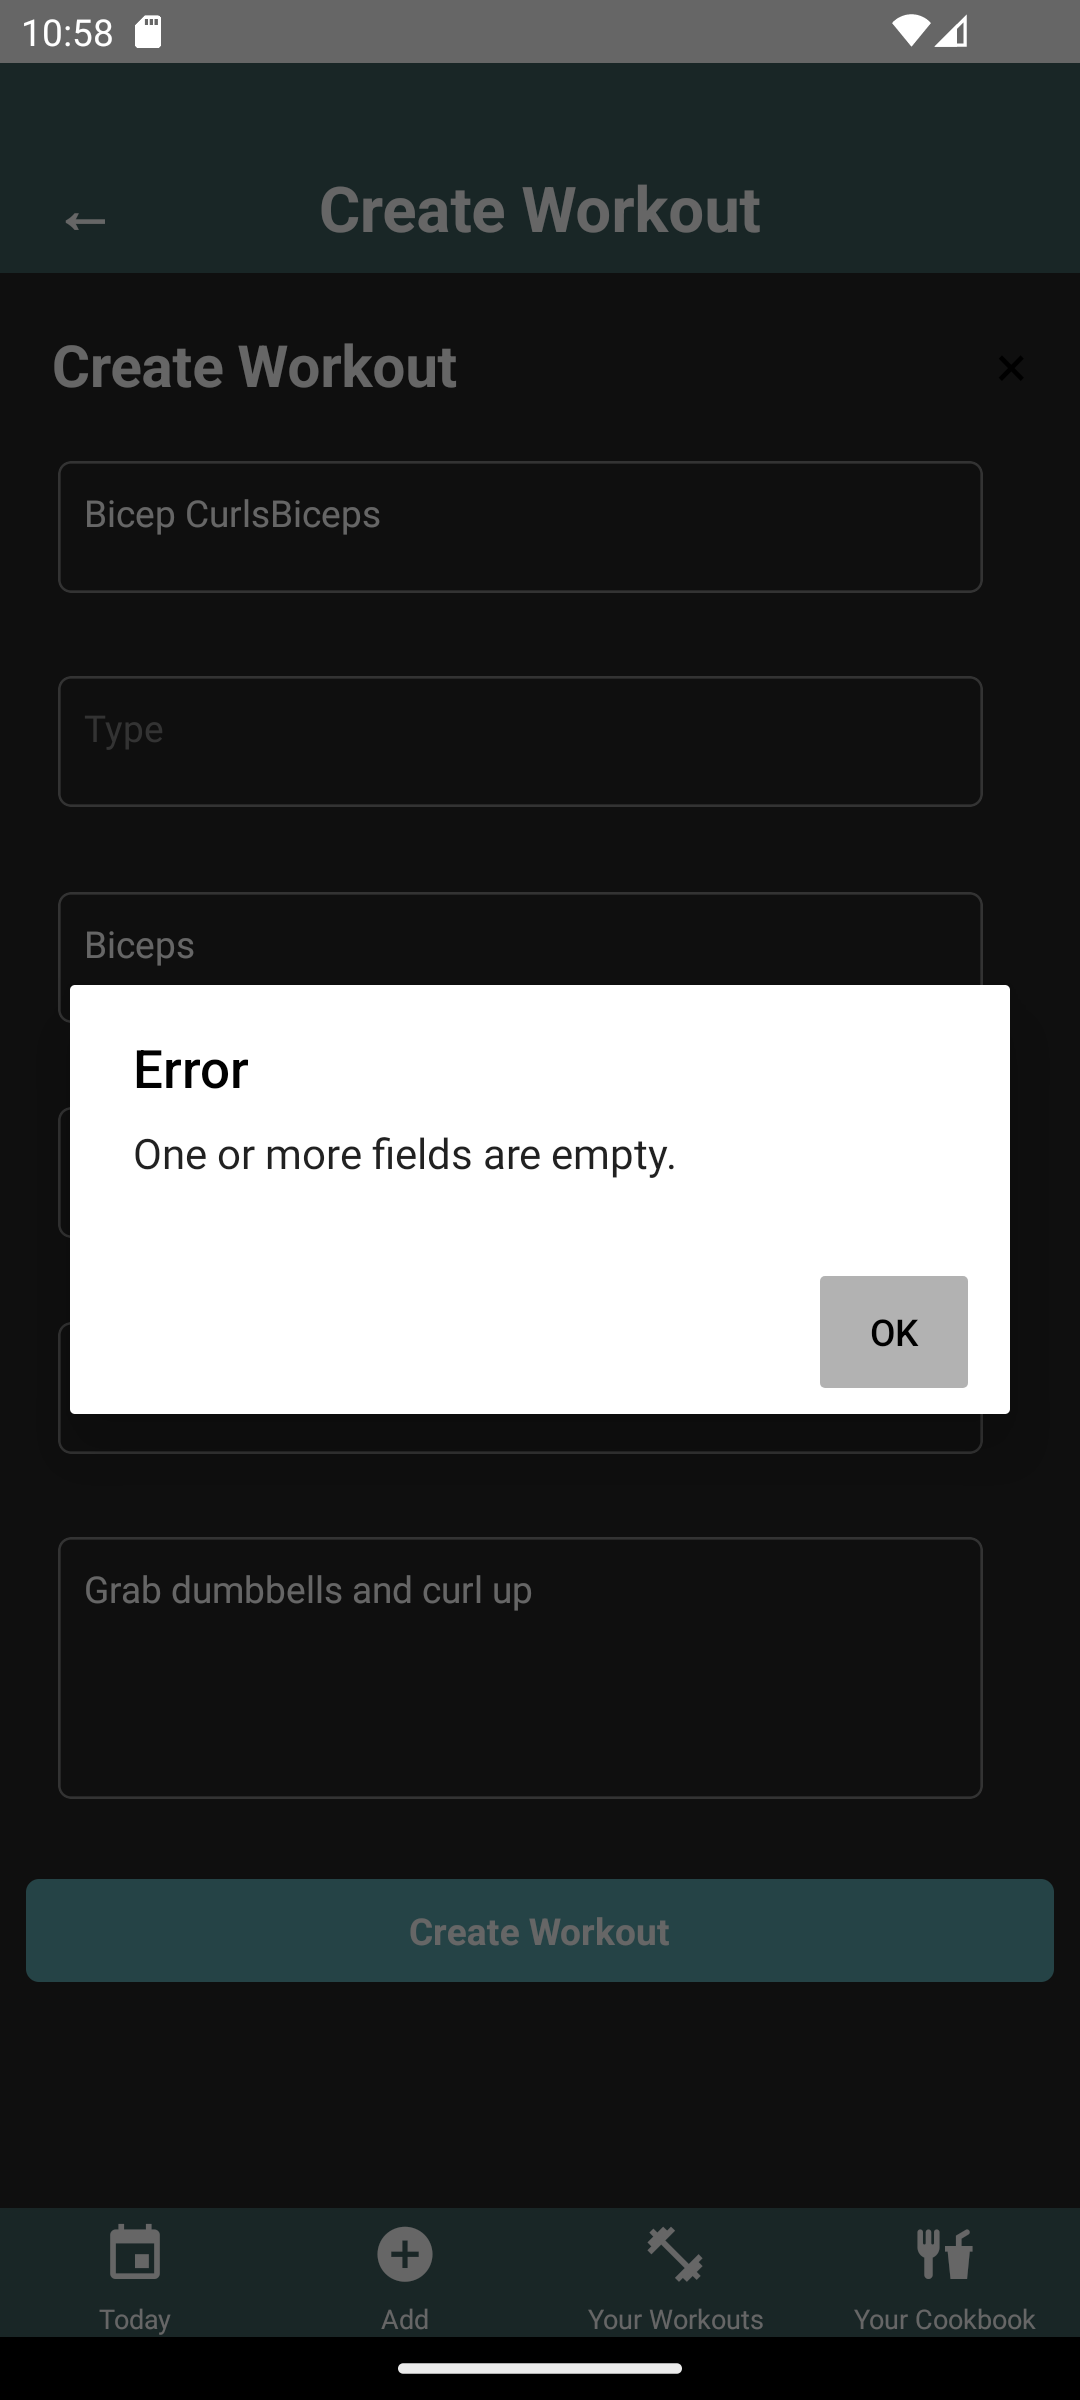 10:58
← Create Workout
Create Workout ×
Bicep CurlsBiceps
Type
Biceps
Error
One or more fields are empty.
OK
Grab dumbbells and curl up
Create Workout
Today Add Your Workouts Your Cookbook